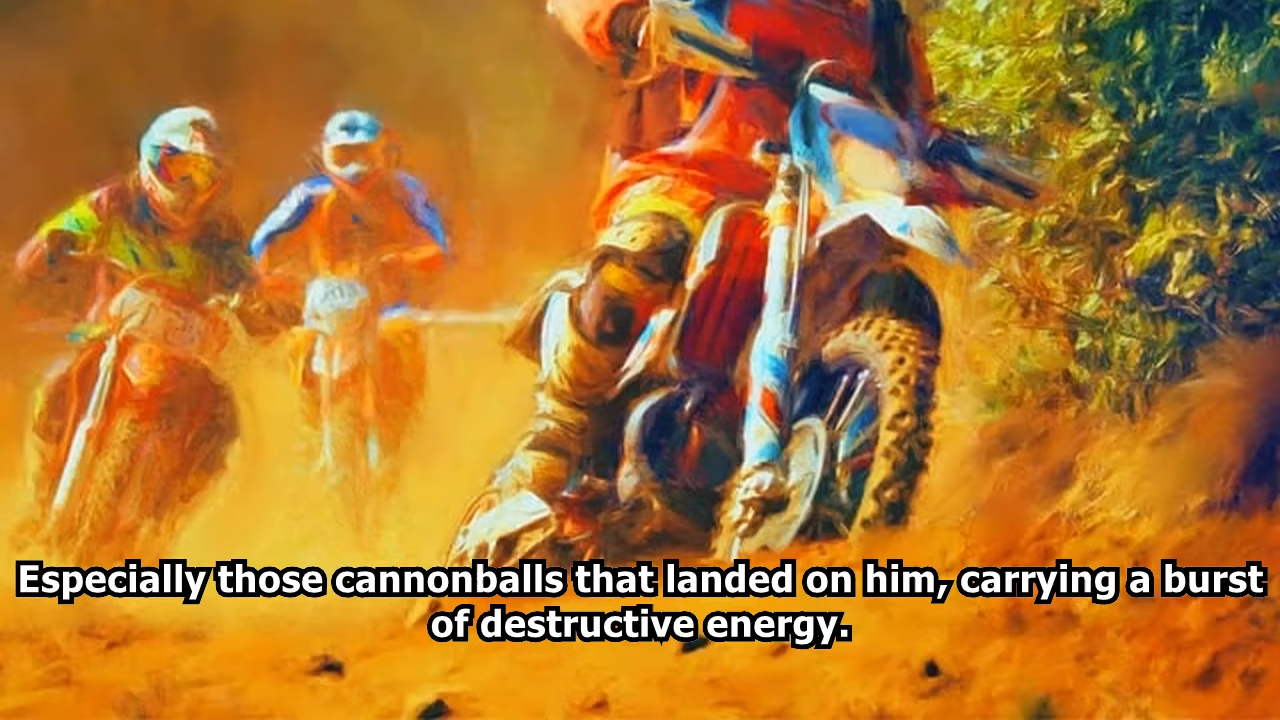 Especially those cannonballs that landed on him, carrying a burst
of destructive energy.